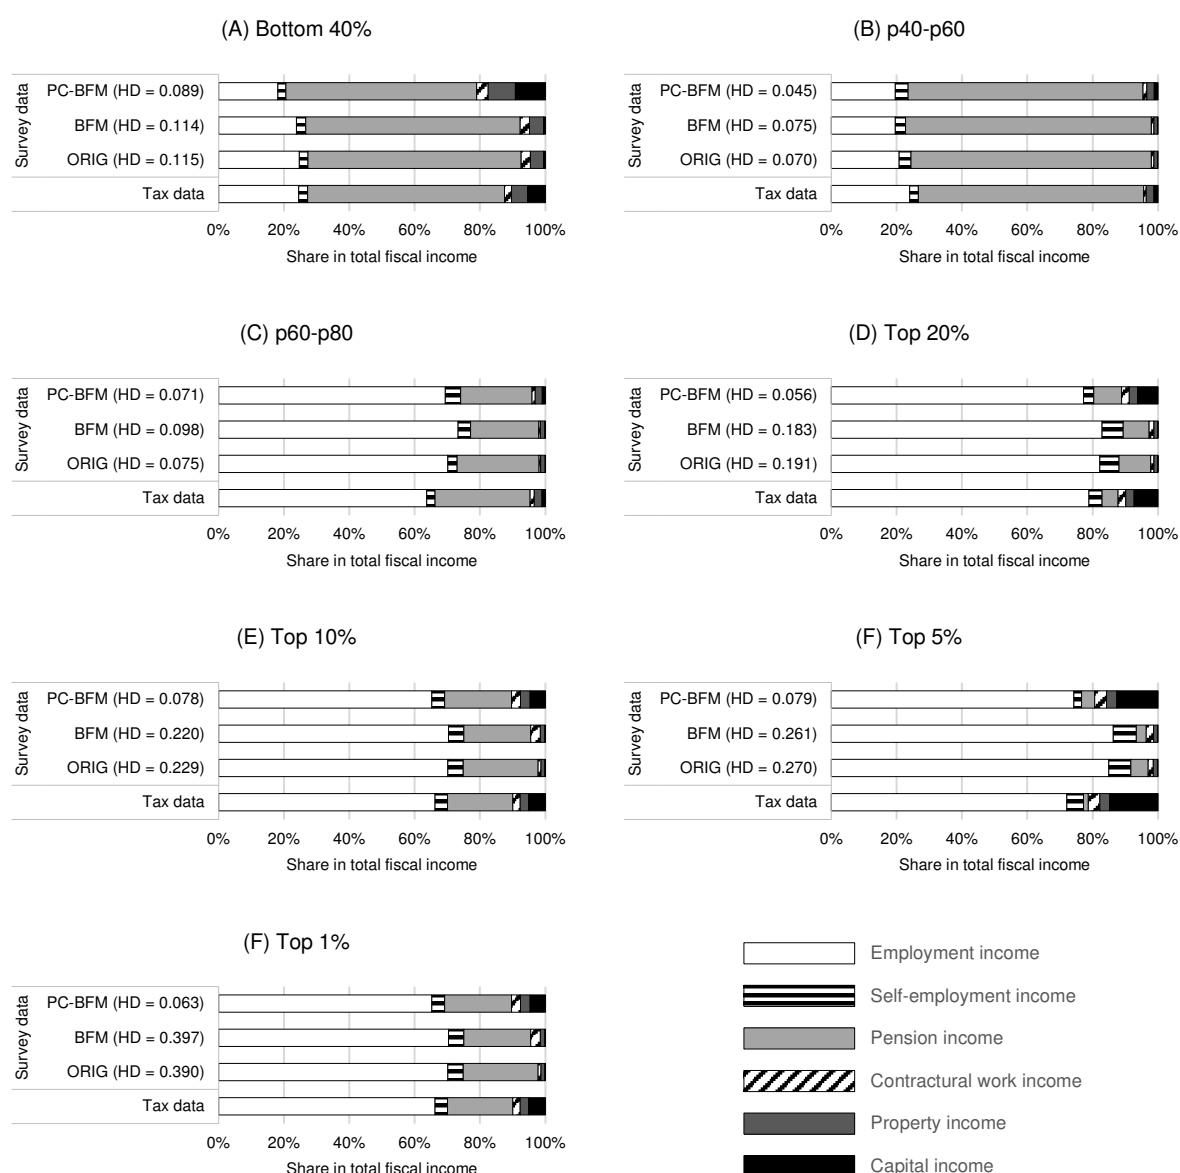 (A) Bottom 40%
Survey data
PC-BFM (HD = 0.089)
BFM (HD = 0.114)
ORIG (HD = 0.115)
Tax data
0% 20% 40% 60% 80% 100%
Share in total fiscal income
(B) p40-p60
Survey data
PC-BFM (HD = 0.045)
BFM (HD = 0.075)
ORIG (HD = 0.070)
Tax data
0% 20% 40% 60% 80% 100%
Share in total fiscal income
(C) p60-p80
Survey data
PC-BFM (HD = 0.071)
BFM (HD = 0.098)
ORIG (HD = 0.075)
Tax data
0% 20% 40% 60% 80% 100%
Share in total fiscal income
(D) Top 20%
Survey data
PC-BFM (HD = 0.056)
BFM (HD = 0.183)
ORIG (HD = 0.191)
Tax data
0% 20% 40% 60% 80% 100%
Share in total fiscal income
(E) Top 10%
Survey data
PC-BFM (HD = 0.078)
BFM (HD = 0.220)
ORIG (HD = 0.229)
Tax data
0% 20% 40% 60% 80% 100%
Share in total fiscal income
(F) Top 5%
Survey data
PC-BFM (HD = 0.079)
BFM (HD = 0.261)
ORIG (HD = 0.270)
Tax data
0% 20% 40% 60% 80% 100%
Share in total fiscal income
(F) Top 1%
Survey data
PC-BFM (HD = 0.063)
BFM (HD = 0.397)
ORIG (HD = 0.390)
Tax data
0% 20% 40% 60% 80% 100%
Share in total fiscal income
Employment income
Self-employment income
Pension income
Contractural work income
Property income
Capital income